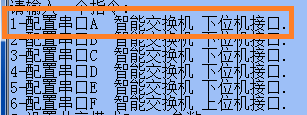 请输入一个指令:
1-配置串口A 智能交换机 下位机接口.
2-配置串口B 智能交换机 下位机接口.
3-配置串口C 智能交换机 下位机接口.
4-配置串口D 智能交换机 下位机接口.
5-配置串口E 智能交换机 上位机接口.
6-配置串口F 智能交换机 上位机接口.